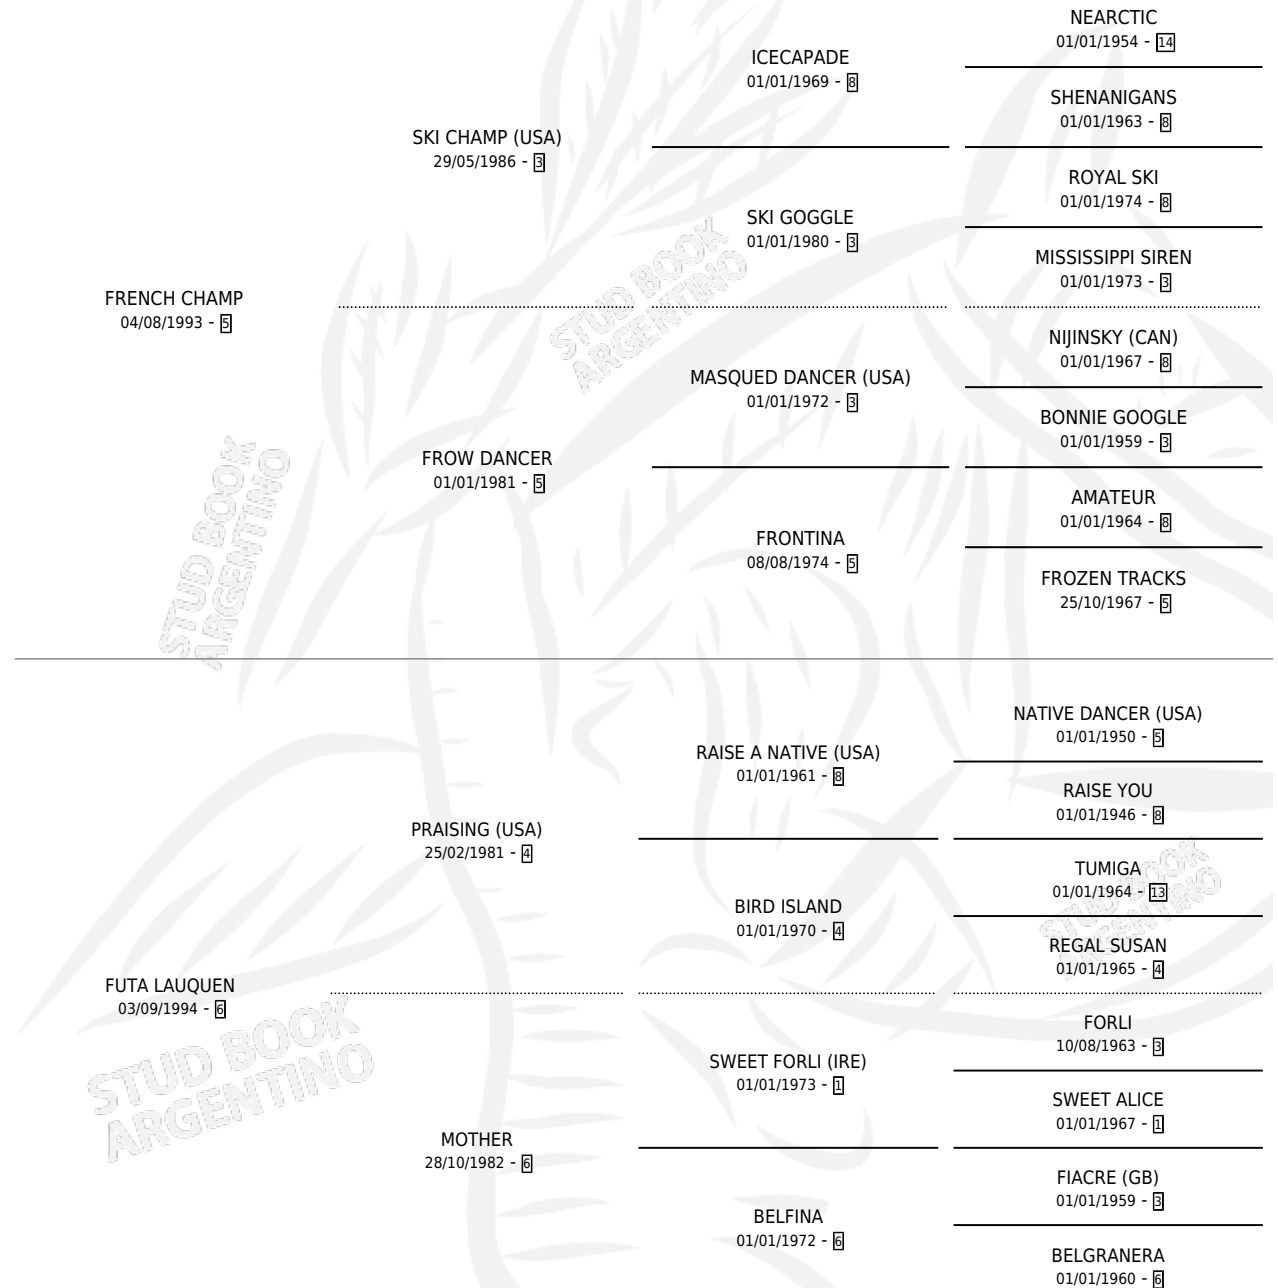 NEARCTIC
01/01/1954 - 14
ICECAPADE
01/01/1969 - 8
SHENANIGANS
01/01/1963 - 8
SKI CHAMP (USA)
29/05/1986 - 3
ROYAL SKI
01/01/1974 - 8
SKI GOGGLE
01/01/1980 - 3
MISSISSIPPI SIREN
01/01/1973 - 3
FRENCH CHAMP
04/08/1993 - 5
NIJINSKY (CAN)
01/01/1967 - 8
MASQUED DANCER (USA)
01/01/1972 - 3
BONNIE GOOGLE
01/01/1959 - 3
FROW DANCER
01/01/1981 - 5
AMATEUR
01/01/1964 - 8
FRONTINA
08/08/1974 - 5
FROZEN TRACKS
25/10/1967 - 5
STUD BOOK
ARGENTINO
STUD BOOK
ARGENTINO
NATIVE DANCER (USA)
01/01/1950 - 5
RAISE A NATIVE (USA)
01/01/1961 - 8
RAISE YOU
01/01/1946 - 8
PRAISING (USA)
25/02/1981 - 4
TUMIGA
01/01/1964 - 13
BIRD ISLAND
01/01/1970 - 4
REGAL SUSAN
01/01/1965 - 4
FUTA LAUQUEN
03/09/1994 - 6
FORLI
10/08/1963 - 3
SWEET FORLI (IRE)
01/01/1973 - 1
SWEET ALICE
01/01/1967 - 1
MOTHER
28/10/1982 - 6
FIACRE (GB)
01/01/1959 - 3
BELFINA
01/01/1972 - 6
BELGRANERA
01/01/1960 - 6
STUD BOOK
ARGENTINO
STUD BOOK
ARGENTINO